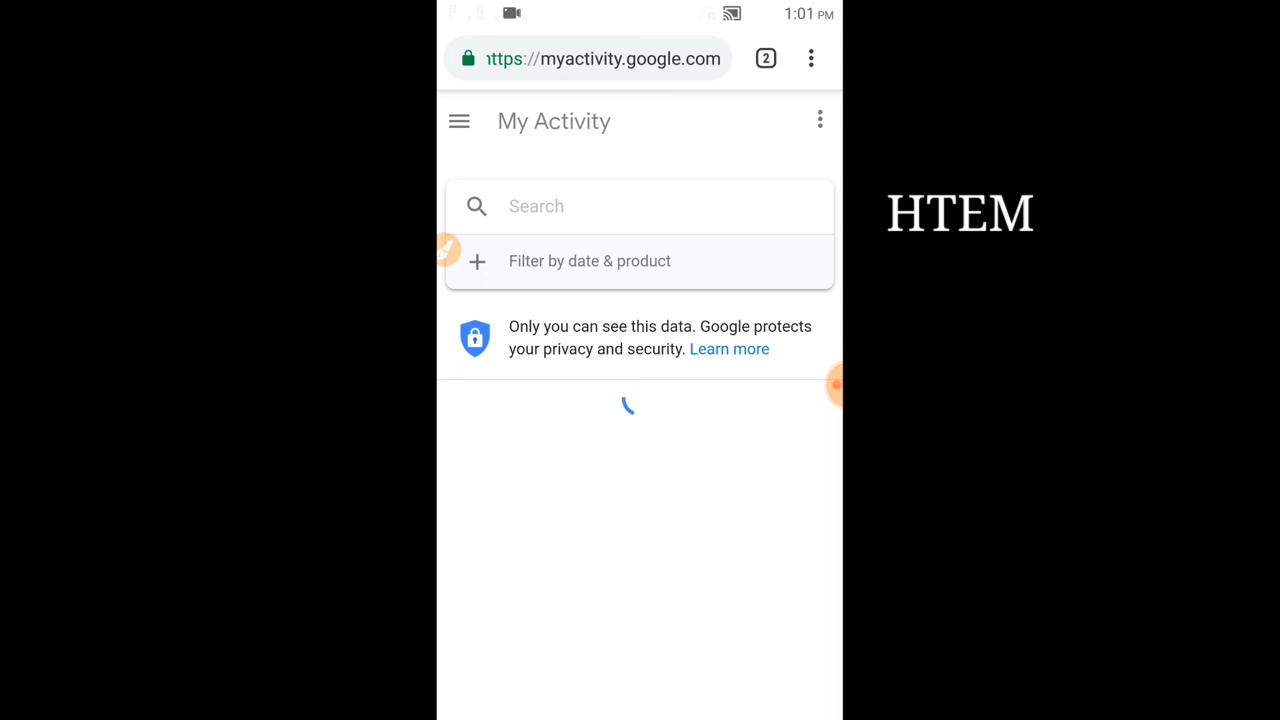 1:01 PM
ttps://myactivity.google.com
2
My Activity
Search
HTEM
Filter by date & product
Only you can see this data. Google protects
your privacy and security. Learn more